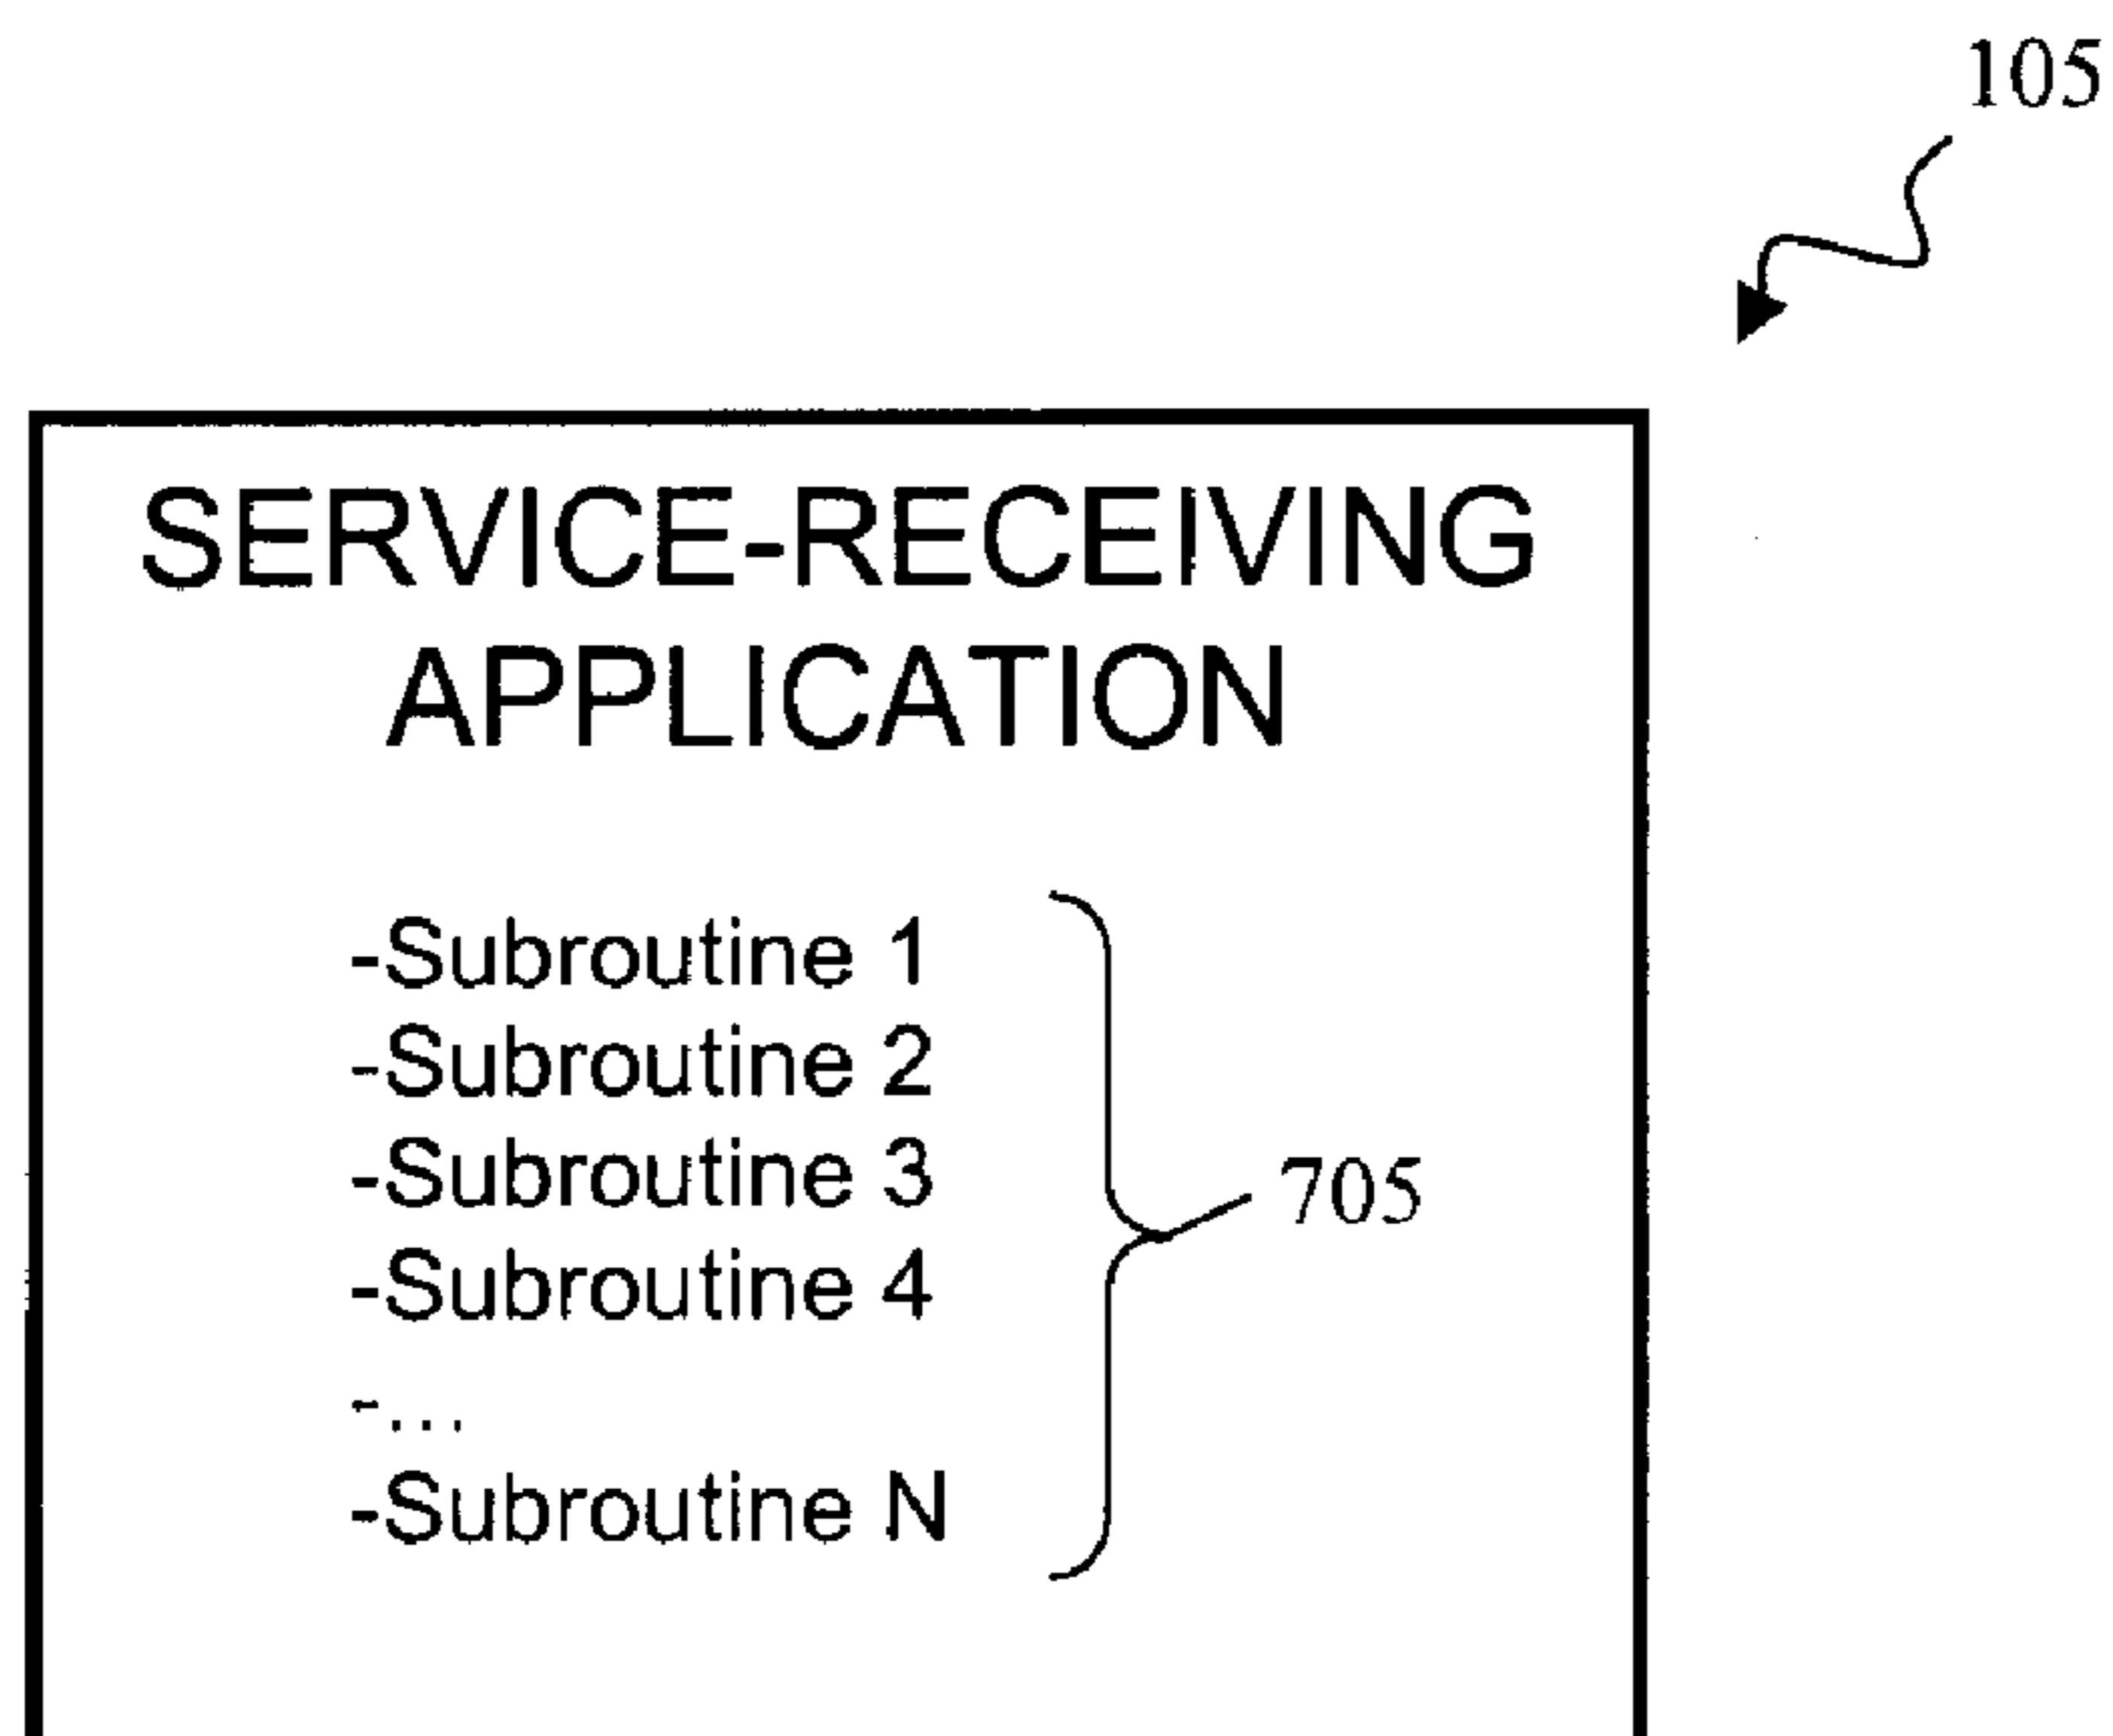 105
SERVICE-RECEIVING
APPLICATION
-Subroutine 1
-Subroutine 2
-Subroutine 3
705
-Subroutine 4
-...
-Subroutine N